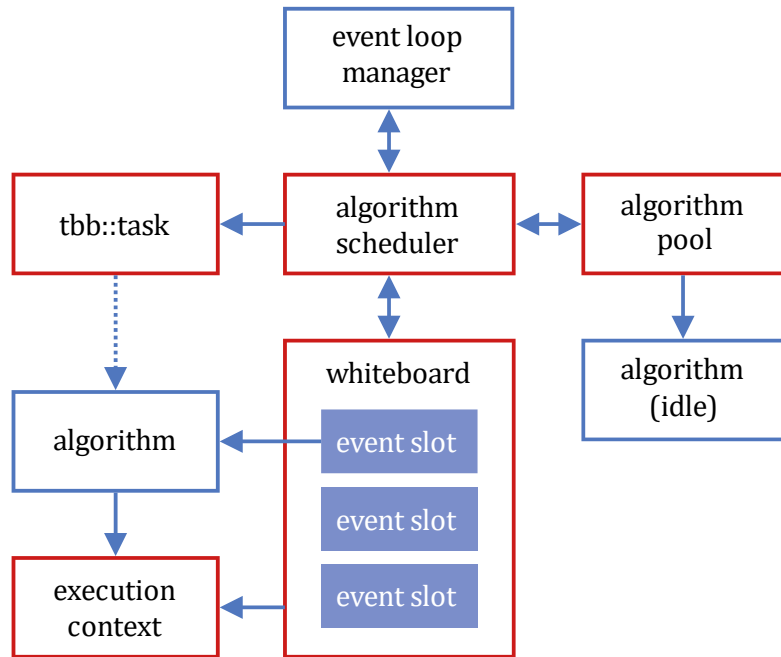 event loop
manager
tbb::task
algorithm
scheduler
algorithm
pool
whiteboard
algorithm
(idle)
algorithm
event slot
event slot
execution
context
event slot